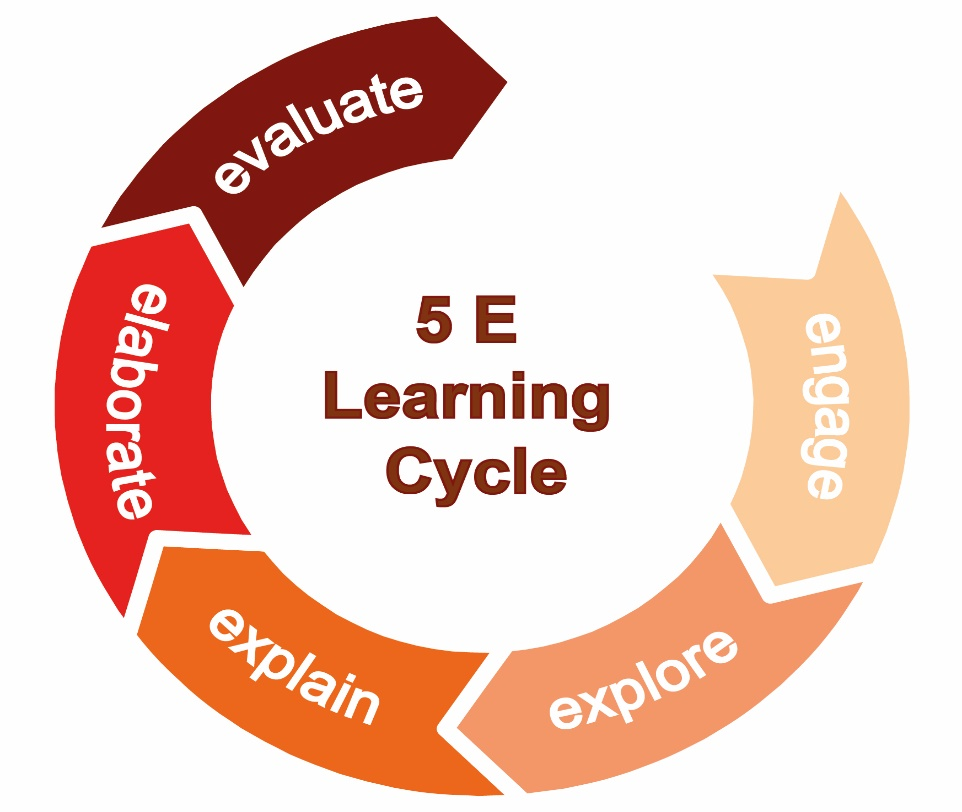 5 E
Learning
Cycle
engage
explore
explain
elaborate
evaluate